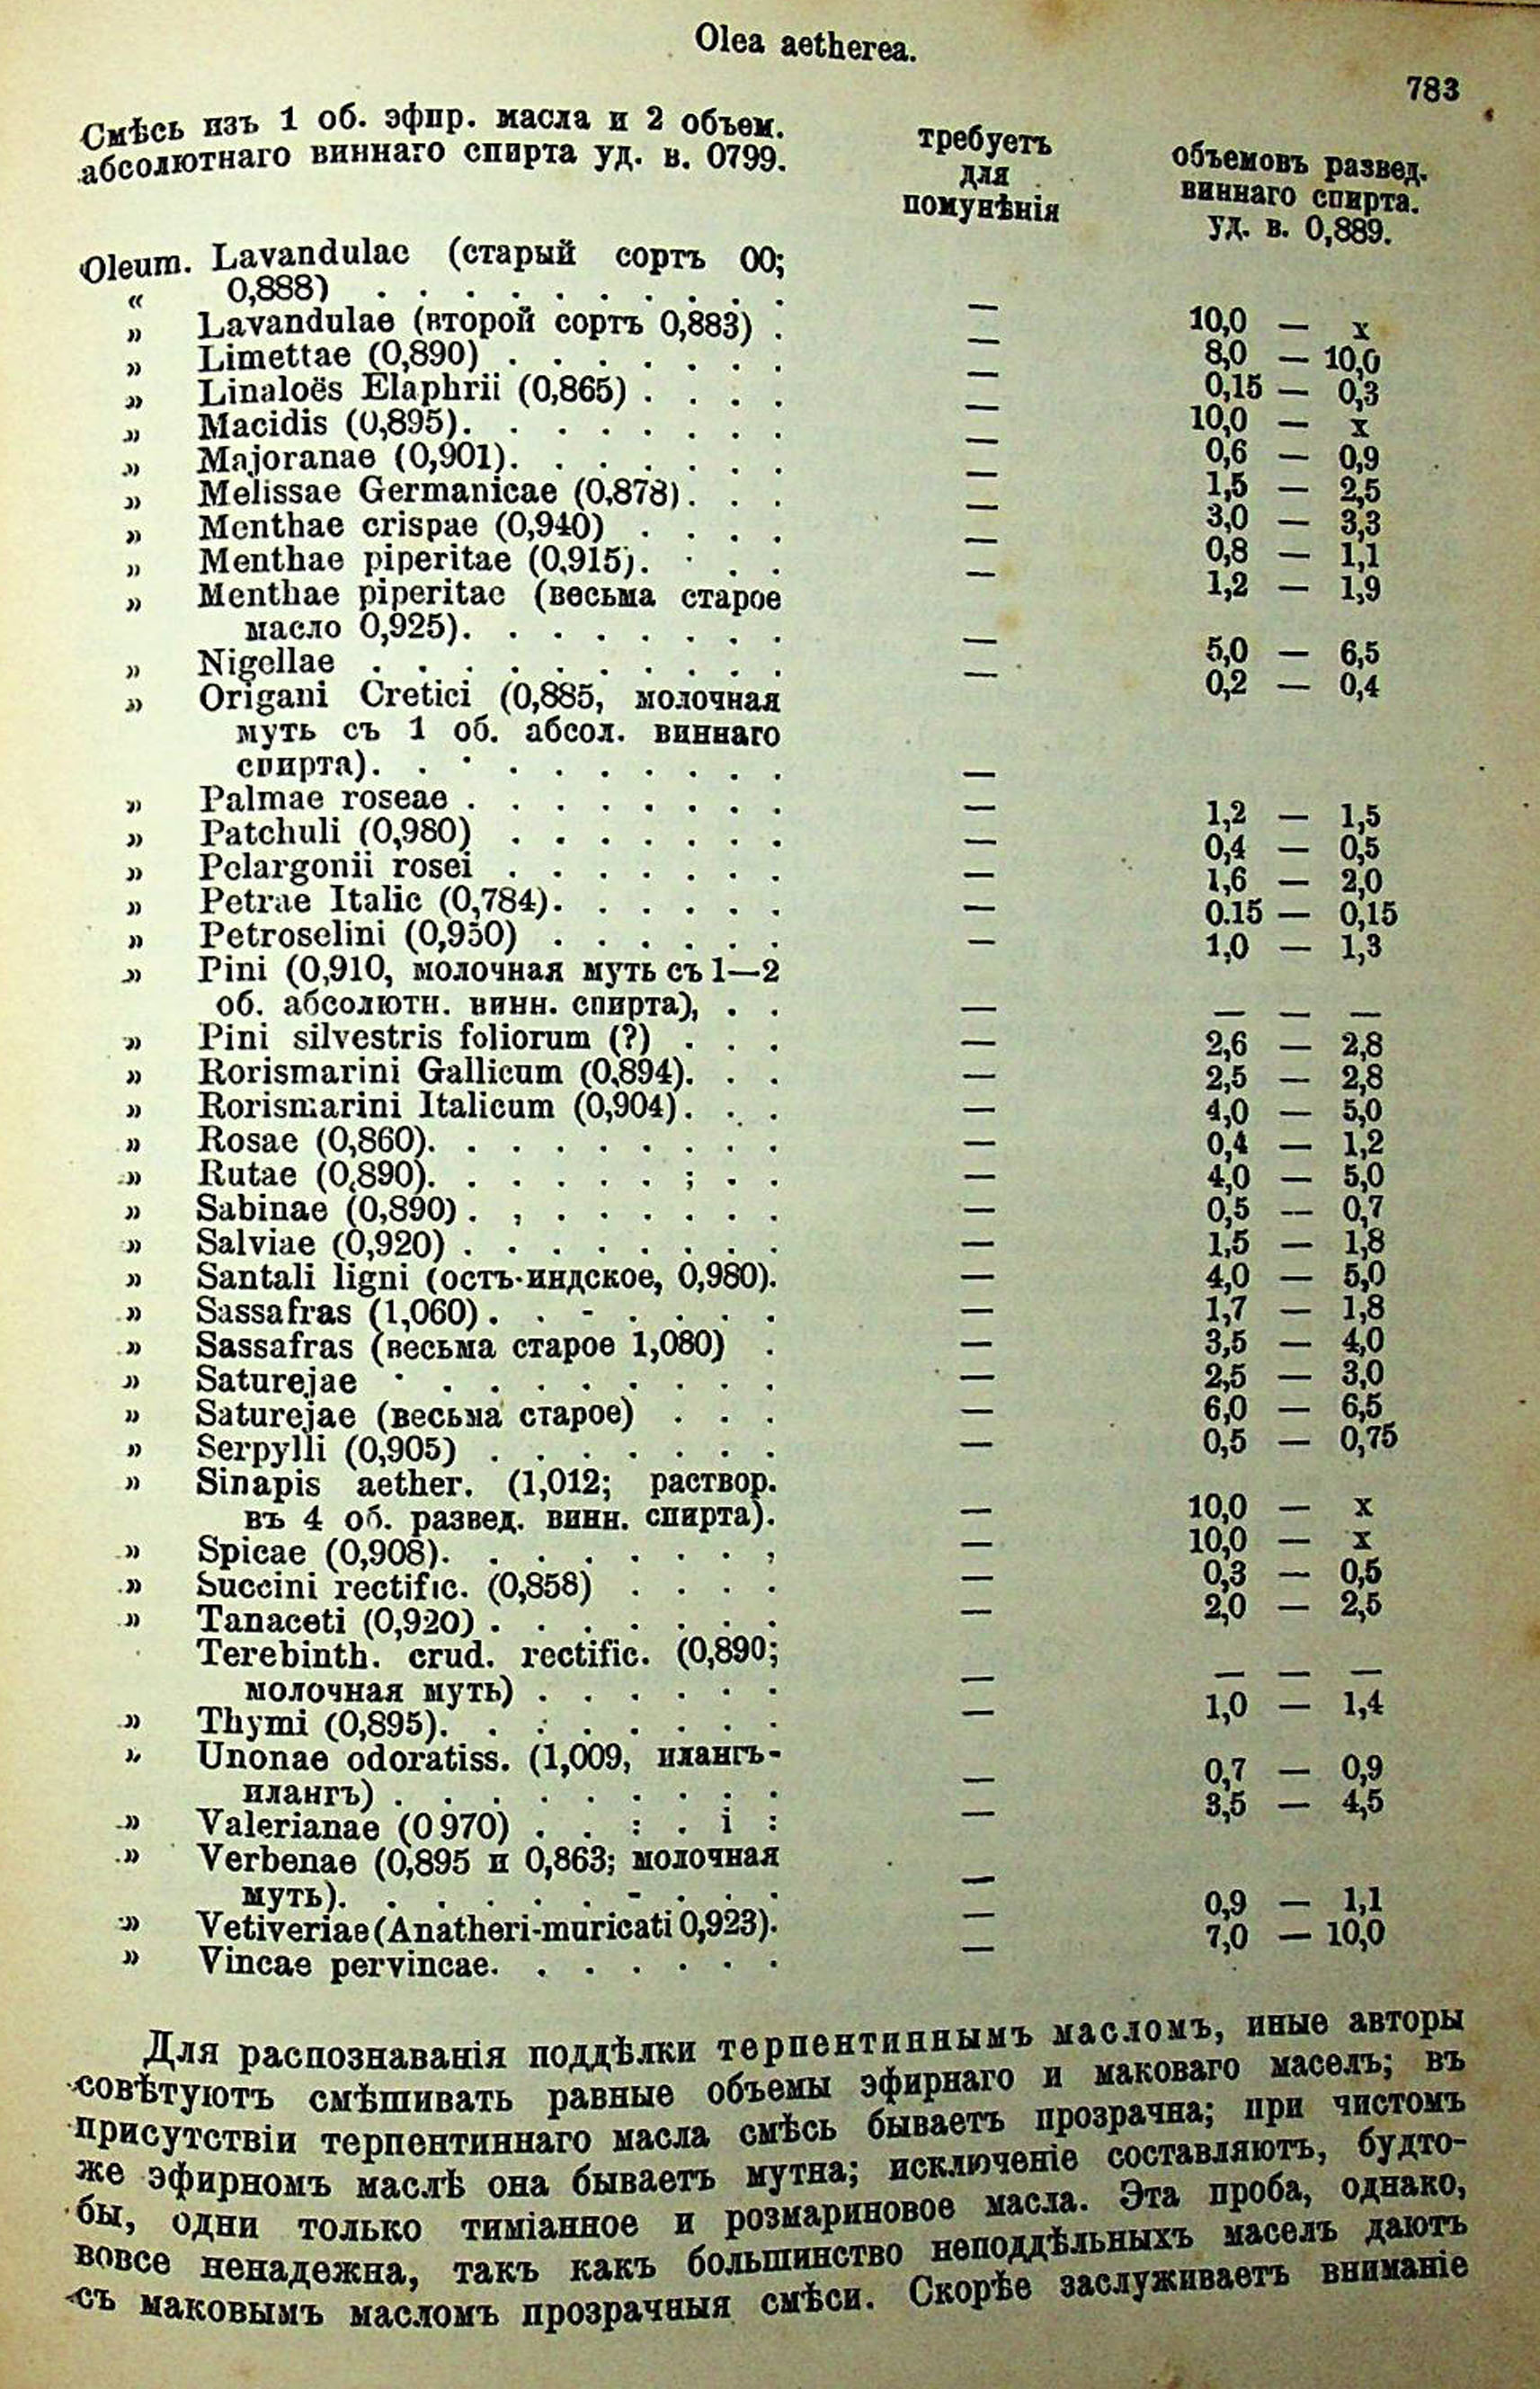 Olea aetherea.
783
Смѣсь изъ 1 об. эфир. масла и 2 объем. требуетъ объемовъ развед.
абсолютнаго виннаго спирта уд. в. 0799. для виннаго спирта.
помунѣнія уд. в. 0,889.
Oleum. Lavandulae (старый сортъ 00;
« 0,888) . . . . . . . . . . — 10,0 — x
„ Lavandulae (второй сортъ 0,883) . — 8,0 — 10,0
„ Limettae (0,890) . . . . . . . — 0,15 — 0,3
„ Linaloës Elaphrii (0,865) . . . . — 10,0 — x
„ Macidis (0,895). . . . . . . . — 0,6 — 0,9
„ Majoranae (0,901). . . . . . . — 1,5 — 2,5
„ Melissae Germanicae (0,878). . . — 3,0 — 3,3
„ Menthae crispae (0,940) . . . . — 0,8 — 1,1
„ Menthae piperitae (0,915). . . . — 1,2 — 1,9
„ Menthae piperitae (весьма старое
масло 0,925). . . . . . . . — 5,0 — 6,5
„ Nigellae . . . . . . . . . . — 0,2 — 0,4
„ Origani Cretici (0,885, молочная
муть съ 1 об. абсол. виннаго
спирта). . . . . . . . . . — 1,2 — 1,5
„ Palmae roseae . . . . . . . . — 0,4 — 0,5
„ Patchuli (0,980) . . . . . . . — 1,6 — 2,0
„ Pelargonii rosei . . . . . . . — 0.15 — 0,15
„ Petrae Italic (0,784). . . . . . — 1,0 — 1,3
„ Petroselini (0,950) . . . . . . —
„ Pini (0,910, молочная муть съ 1—2
об. абсолютн. винн. спирта), . . — — — —
„ Pini silvestris foliorum (?) . . . — 2,6 — 2,8
„ Rorismarini Gallicum (0,894). . . — 2,5 — 2,8
„ Rorismarini Italicum (0,904). . . — 4,0 — 5,0
„ Rosae (0,860). . . . . . . . . — 0,4 — 1,2
„ Rutae (0,890). . . . . . ; . . — 4,0 — 5,0
„ Sabinae (0,890) . , . . . . . . — 0,5 — 0,7
„ Salviae (0,920) . . . . . . . . — 1,5 — 1,8
„ Santali ligni (остъ-индское, 0,980). — 4,0 — 5,0
„ Sassafras (1,060) . . - . . . . — 1,7 — 1,8
„ Sassafras (весьма старое 1,080) . — 3,5 — 4,0
„ Saturejae . . . . . . . . . — 2,5 — 3,0
„ Saturejae (весьма старое) . . . — 6,0 — 6,5
„ Serpylli (0,905) . . . . . . . — 0,5 — 0,75
„ Sinapis aether. (1,012; раствор.
въ 4 об. развед. винн. спирта). — 10,0 — x
„ Spicae (0,908). . . . . . . , — 10,0 — x
„ Succini rectific. (0,858) . . . . — 0,3 — 0,5
„ Tanaceti (0,920) . . . . . . . — 2,0 — 2,5
Terebinth. crud. rectific. (0,890;
молочная муть) . . . . . . — — — —
„ Thymi (0,895). . . . . . . . — 1,0 — 1,4
„ Unonae odoratiss. (1,009, илангъ-
илангъ) . . . . . . . . . — 0,7 — 0,9
„ Valerianae (0 970) . . : . i : — 3,5 — 4,5
„ Verbenae (0,895 и 0,863; молочная
муть). . . . . . - . . . —
„ Vetiveriae (Anatheri-muricati 0,923). — 0,9 — 1,1
„ Vincae pervincae. . . . . . . — 7,0 — 10,0
Для распознаванія поддѣлки терпентиннымъ масломъ, иные авторы
совѣтуютъ смѣшивать равные объемы эфирнаго и маковаго маселъ; въ
присутствіи терпентиннаго масла смѣсь бываетъ прозрачна; при чистомъ
же эфирномъ маслѣ она бываетъ мутна; исключеніе составляютъ, будто-
бы, одни только тиміанное и розмариновое масла. Эта проба, однако,
вовсе ненадежна, такъ какъ большинство неподдѣльныхъ маселъ даютъ
съ маковымъ масломъ прозрачныя смѣси. Скорѣе заслуживаетъ вниманіе